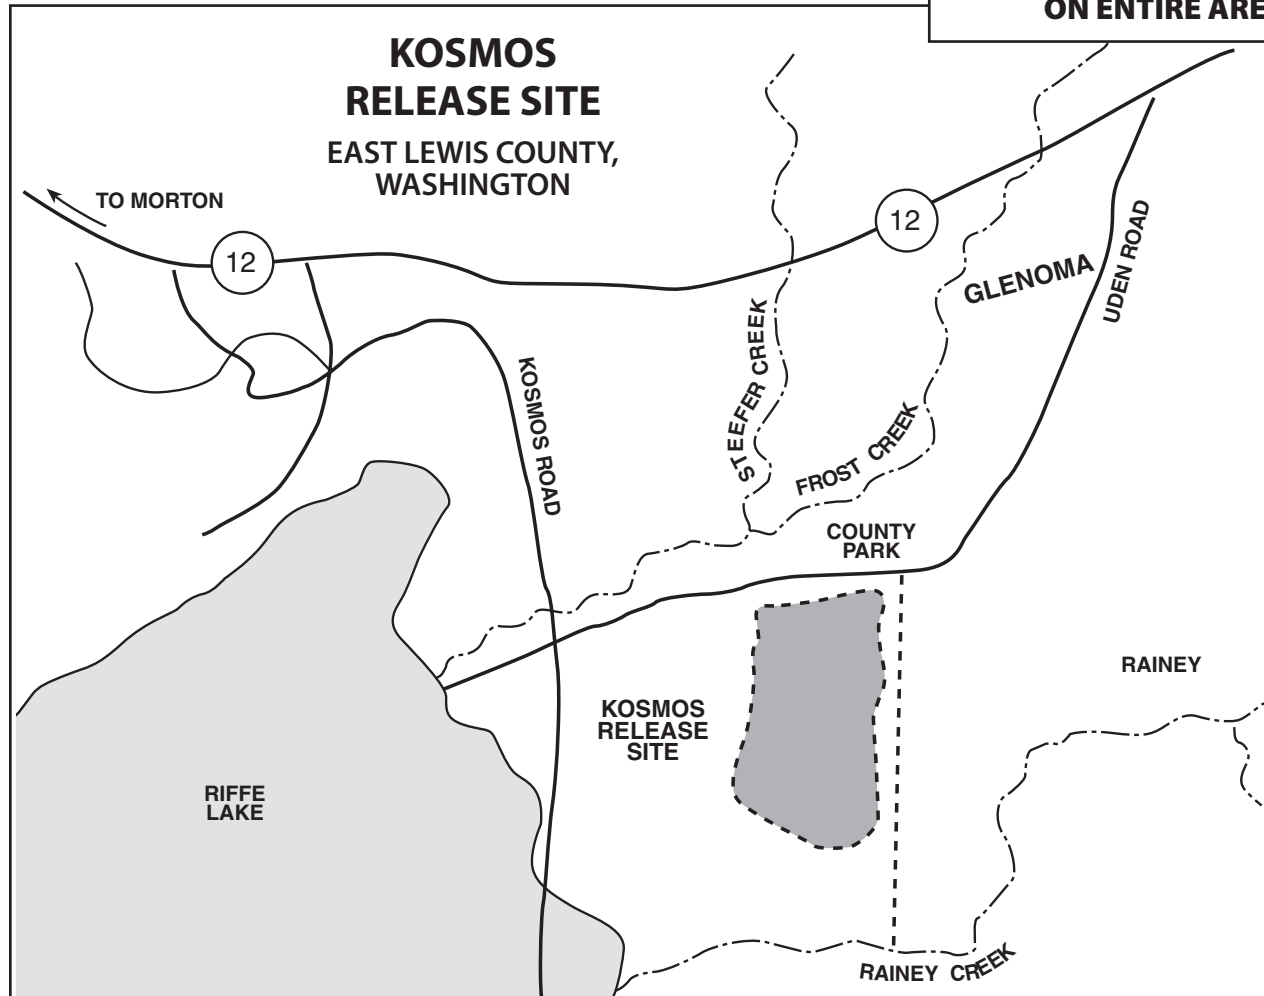 ON ENTIRE ARE
KOSMOS
RELEASE SITE
EAST LEWIS COUNTY,
WASHINGTON
TO MORTON
12
12
GLENOMA
UDEN ROAD
STEEFER CREEK
KOSMOS ROAD
FROST CREEK
COUNTY
PARK
RAINEY
KOSMOS
RELEASE
SITE
RIFFE
LAKE
RAINEY CREEK